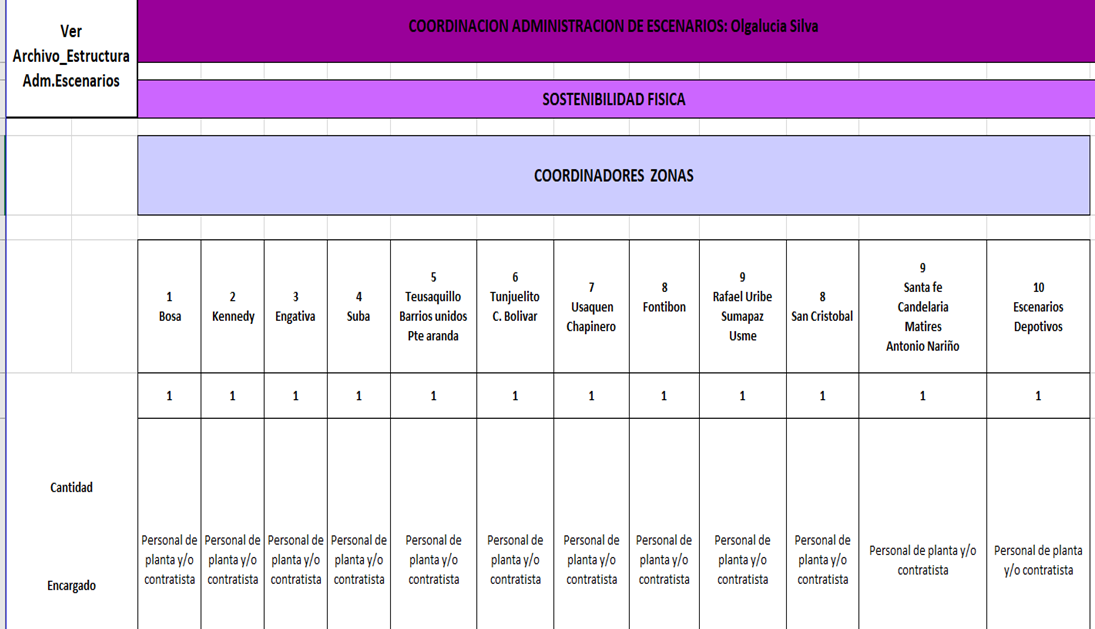 Ver
Archivo_Estructura
Adm.Escenarios
COORDINACION ADMINISTRACION DE ESCENARIOS: Olgalucia Silva
SOSTENIBILIDAD FISICA
COORDINADORES ZONAS
1
Bosa
2
Kennedy
3
Engativa
4
Suba
5
Teusaquillo
Barrios unidos
Pte aranda
6
Tunjuelito
C. Bolivar
7
Usaquen
Chapinero
8
Fontibon
9
Rafael Uribe
Sumapaz
Usme
8
San Cristobal
9
Santa fe
Candelaria
Matires
Antonio Nariño
10
Escenarios
Depotivos
1
1
1
1
1
1
1
1
1
1
1
1
Cantidad
Encargado
Personal de
planta y/o
contratista
Personal de
planta y/o
contratista
Personal de
planta y/o
contratista
Personal de
planta y/o
contratista
Personal de
planta y/o
contratista
Personal de
planta y/o
contratista
Personal de
planta y/o
contratista
Personal de
planta y/o
contratista
Personal de
planta y/o
contratista
Personal de
planta y/o
contratista
Personal de planta y/o
contratista
Personal de planta
y/o contratista